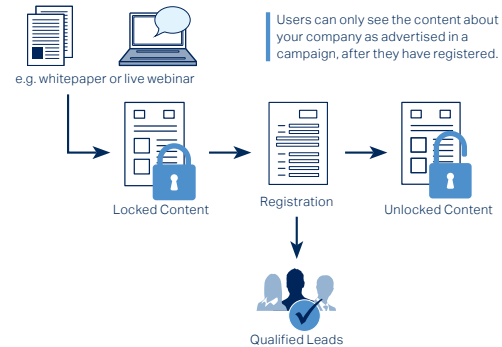 Users can only see the content about
your company as advertised in a
campaign, after they have registered.
e.g. whitepaper or live webinar
Locked Content
Registration
Unlocked Content
Qualified Leads